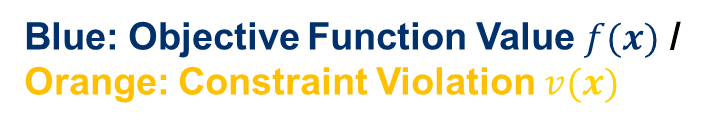 Blue: Objective Function Value f(x) /
Orange: Constraint Violation v(x)